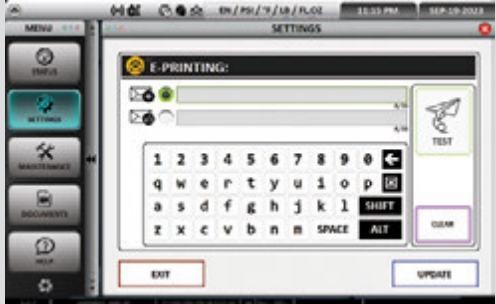 MENU
EN / PSI / °F / LB / FL.OZ 11:15 PM SEP-19-2023
SETTINGS
STATUS
SETTINGS
MAINTENANCE
DOCUMENTS
HELP
E-PRINTING:
TEST
1 2 3 4 5 6 7 8 9 0
q w e r t y u i o p
a s d f g h j k l SHIFT
z x c v b n m SPACE ALT
CLEAR
EXIT
UPDATE